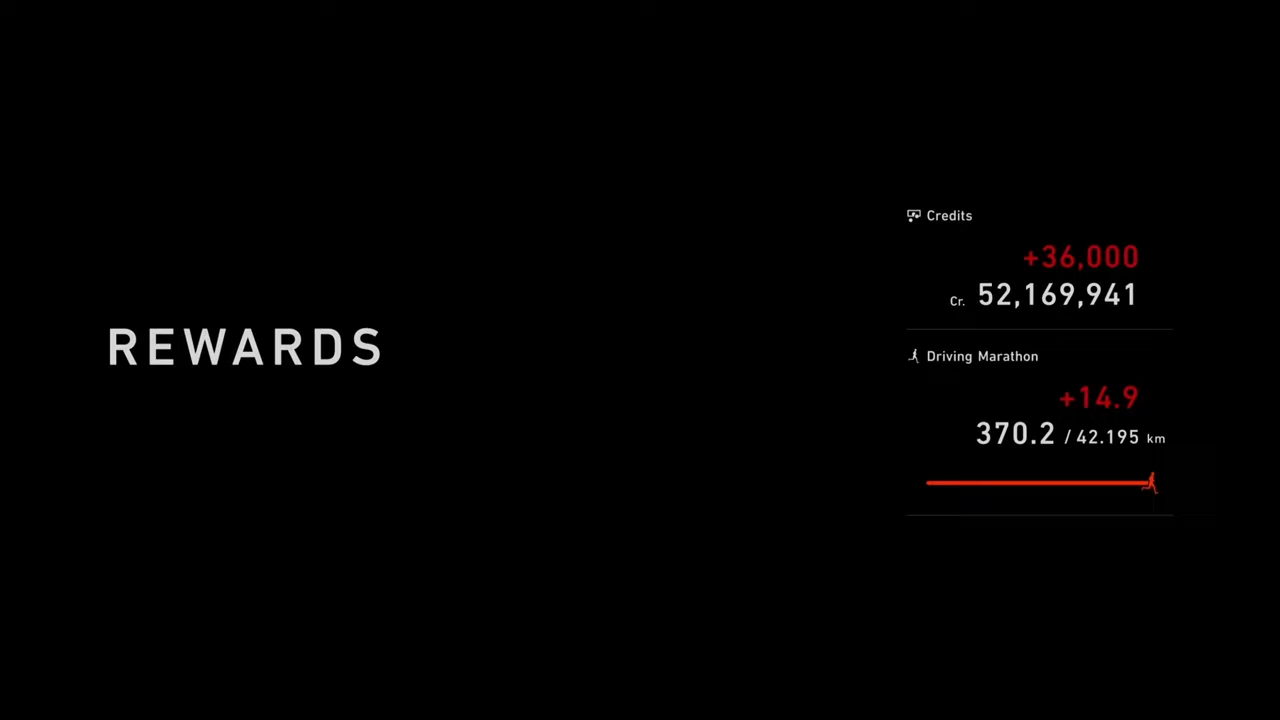 REWARDS
Credits
+36,000
Cr. 52,169,941
Driving Marathon
+14.9
370.2 / 42.195 km